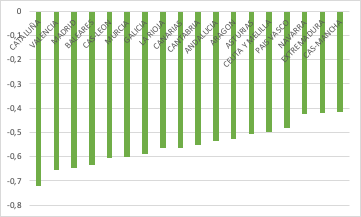 0
-0,1
-0,2
-0,3
-0,4
-0,5
-0,6
-0,7
-0,8
CATALUÑA
VALENCIA
MADRID
BALEARES
CAS-LEON
MURCIA
GALICIA
LA RIOJA
CANARIAS
CANTABRIA
ANDALUCIA
ARAGON
ASTURIAS
CEUTA Y MELILLA
PAIS VASCO
NAVARRA
EXTREMADURA
CAS-MANCHA